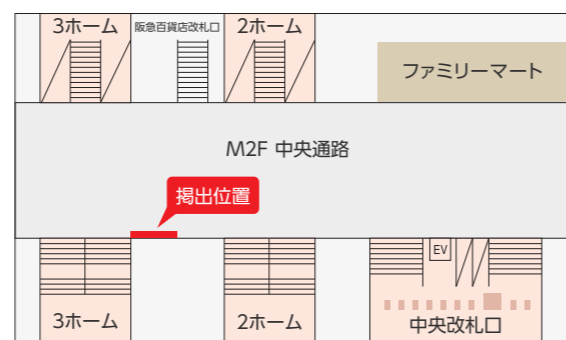 3ホーム
阪急百貨店改札口
2ホーム
ファミリーマート
M2F 中央通路
掲出位置
EV
3ホーム
2ホーム
中央改札口